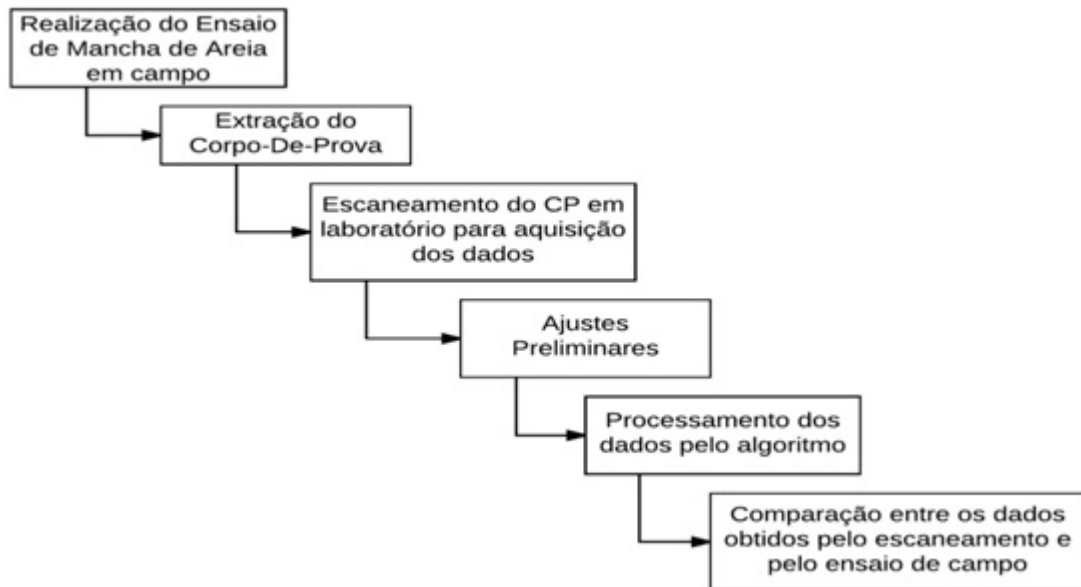 Realização do Ensaio
de Mancha de Areia
em campo
Extração do
Corpo-De-Prova
Escaneamento do CP em
laboratório para aquisição
dos dados
Ajustes
Preliminares
Processamento dos
dados pelo algoritmo
Comparação entre os dados
obtidos pelo escaneamento e
pelo ensaio de campo